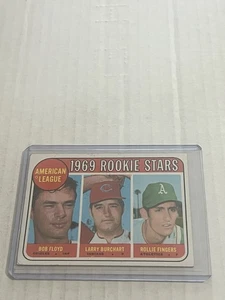 AMERICAN
LEAGUE
1969 ROOKIE STARS
C
A
BOB FLOYD
LARRY BURCHART
ROLLIE FINGERS